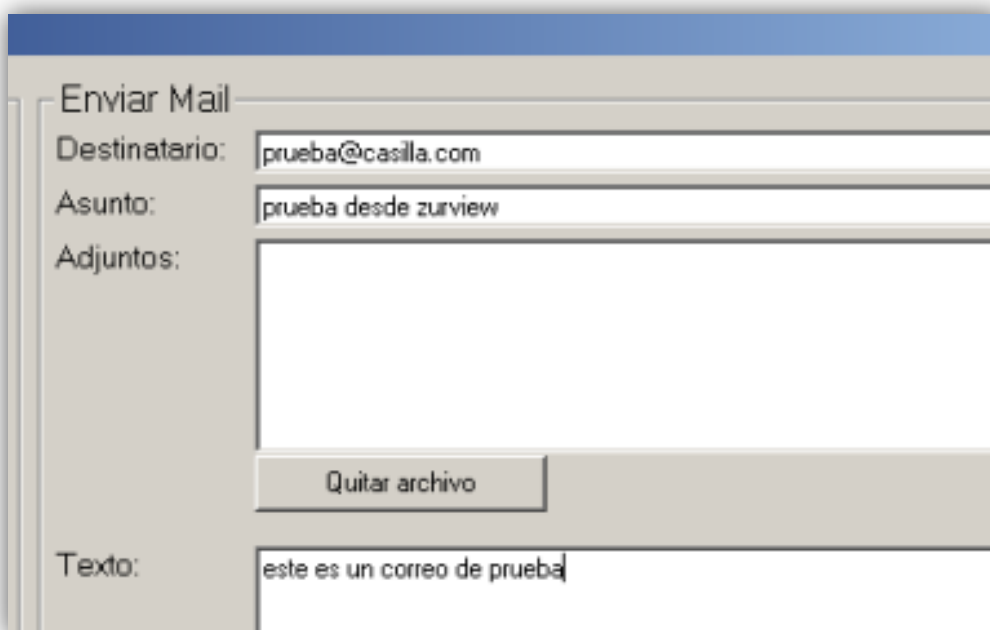 Enviar Mail
Destinatario: prueba@casilla.com
Asunto: prueba desde zurview
Adjuntos:
Quitar archivo
Texto: este es un correo de prueba